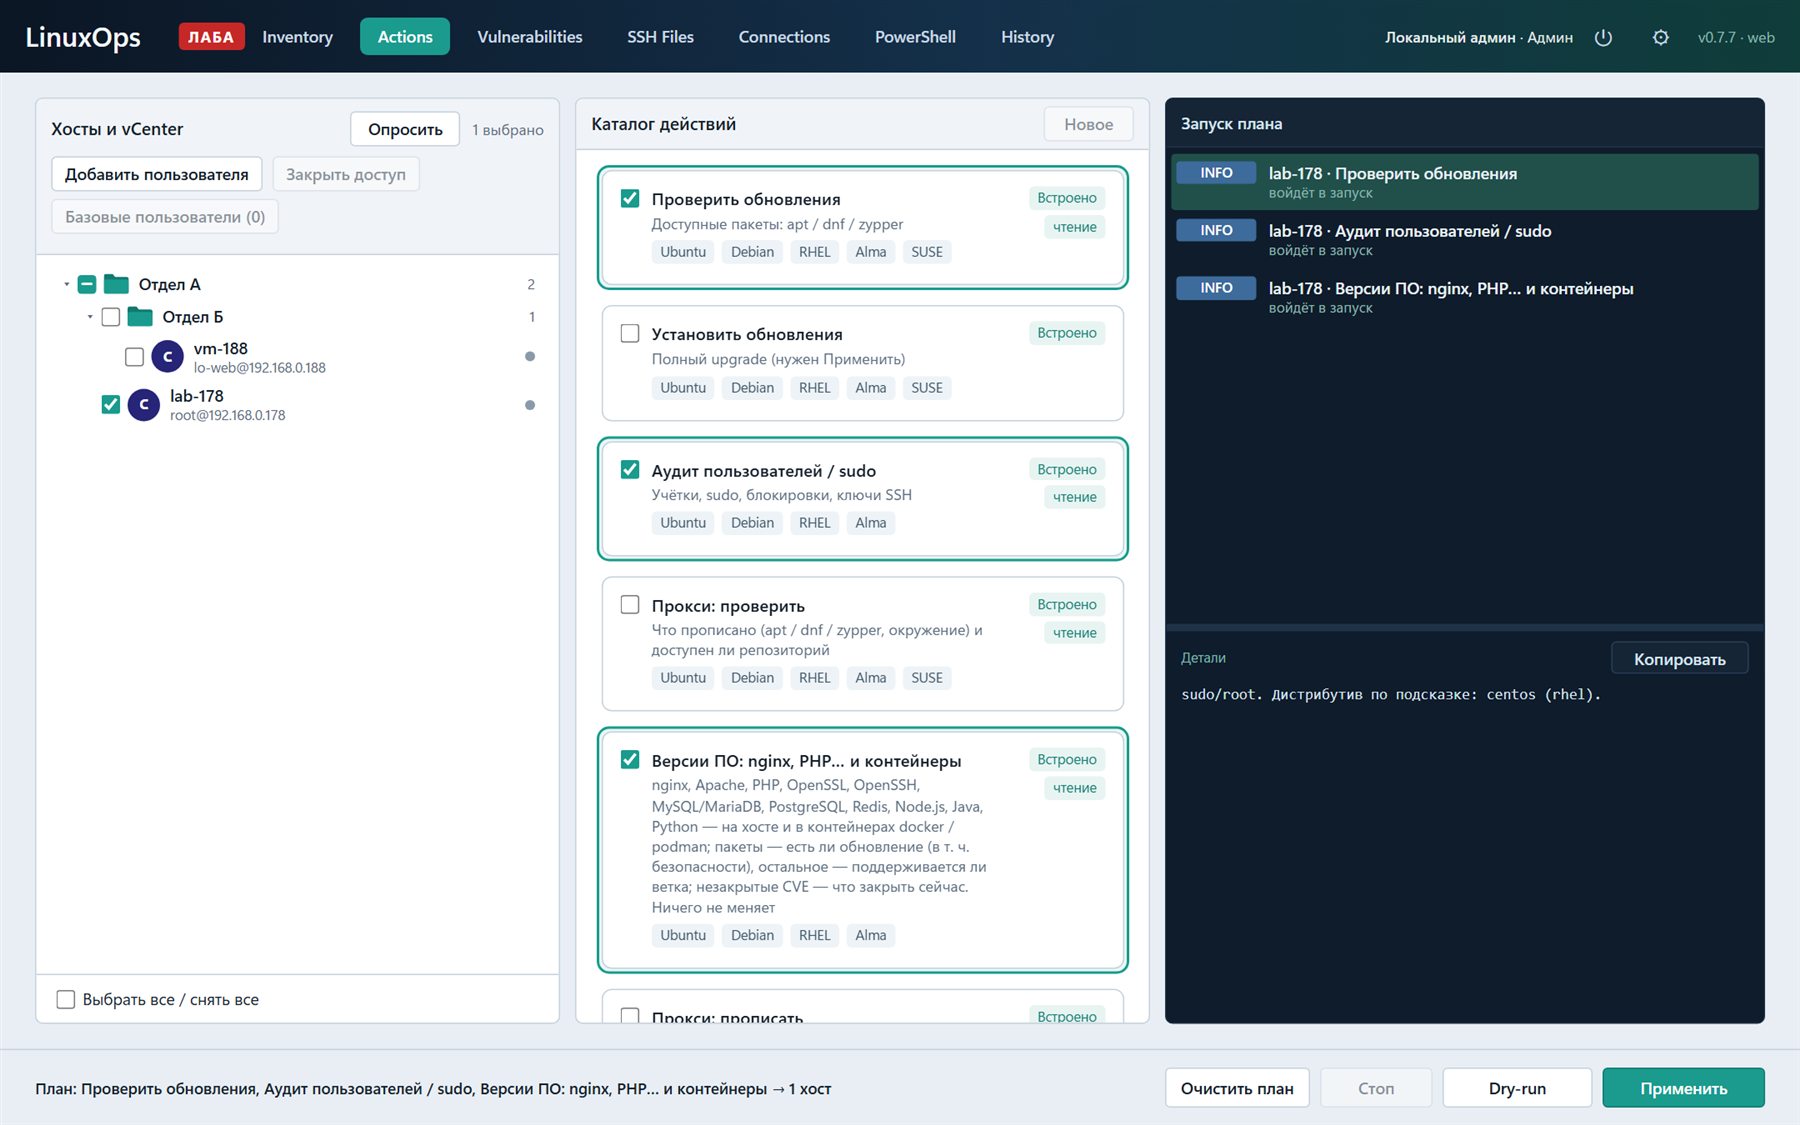 LinuxOps
ЛАБА
Inventory
Actions
Vulnerabilities
SSH Files
Connections
PowerShell
History
Локальный админ · Админ
v0.7.7 · web
Хосты и vCenter
Опросить
1 выбрано
Добавить пользователя
Закрыть доступ
Базовые пользователи (0)
Отдел А
2
Отдел Б
1
C
vm-188
lo-web@192.168.0.188
C
lab-178
root@192.168.0.178
Выбрать все / снять все
Каталог действий
Новое
Проверить обновления
Встроено
Доступные пакеты: apt / dnf / zypper
чтение
Ubuntu Debian RHEL Alma SUSE
Установить обновления
Встроено
Полный upgrade (нужен Применить)
Ubuntu Debian RHEL Alma SUSE
Аудит пользователей / sudo
Встроено
Учётки, sudo, блокировки, ключи SSH
чтение
Ubuntu Debian RHEL Alma
Прокси: проверить
Встроено
Что прописано (apt / dnf / zypper, окружение) и
чтение
доступен ли репозиторий
Ubuntu Debian RHEL Alma SUSE
Версии ПО: nginx, PHP... и контейнеры
Встроено
nginx, Apache, PHP, OpenSSL, OpenSSH,
чтение
MySQL/MariaDB, PostgreSQL, Redis, Node.js, Java,
Python — на хосте и в контейнерах docker /
podman; пакеты — есть ли обновление (в т. ч.
безопасности), остальное — поддерживается ли
ветка; незакрытые CVE — что закрыть сейчас.
Ничего не меняет
Ubuntu Debian RHEL Alma
Прокси: прописать
Встроено
Запуск плана
INFO
lab-178 · Проверить обновления
войдёт в запуск
INFO
lab-178 · Аудит пользователей / sudo
войдёт в запуск
INFO
lab-178 · Версии ПО: nginx, PHP... и контейнеры
войдёт в запуск
Детали
Копировать
sudo/root. Дистрибутив по подсказке: centos (rhel).
План: Проверить обновления, Аудит пользователей / sudo, Версии ПО: nginx, PHP... и контейнеры → 1 хост
Очистить план
Стоп
Dry-run
Применить